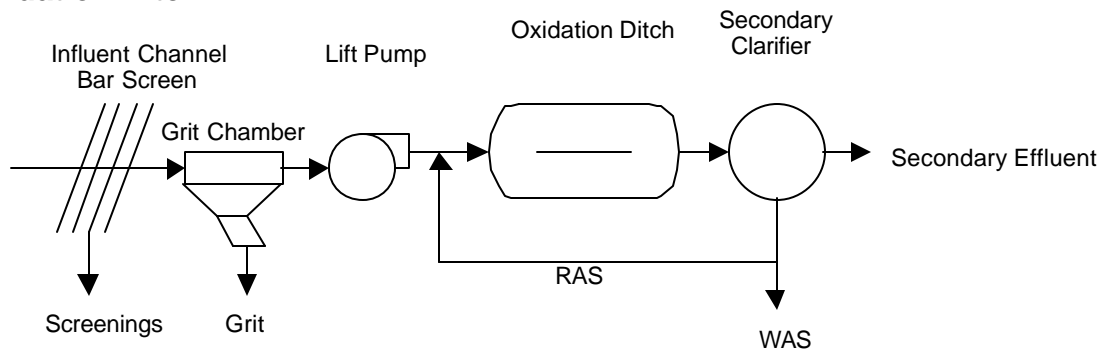 Influent Channel
Bar Screen
Grit Chamber
Lift Pump
Oxidation Ditch
Secondary
Clarifier
Secondary Effluent
RAS
Screenings
Grit
WAS